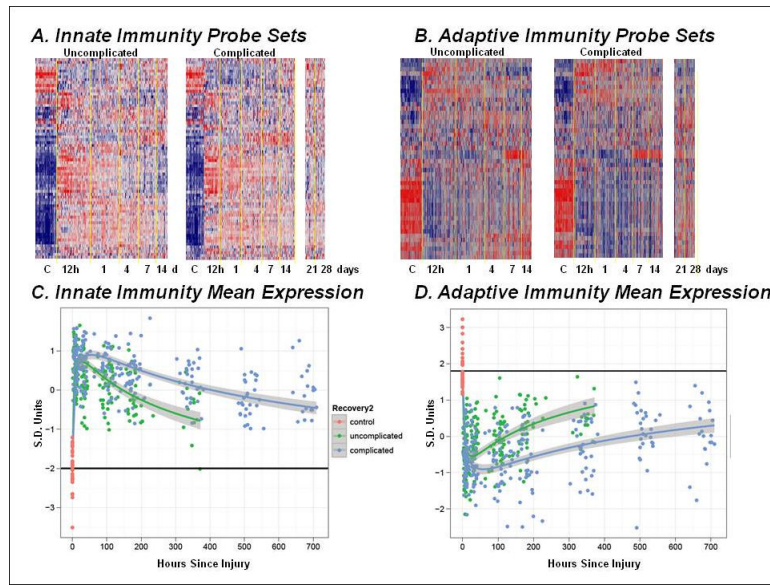 A. Innate Immunity Probe Sets
Uncomplicated Complicated
C 12h 1 4 7 14 d C 12h 1 4 7 14 21 28 days
B. Adaptive Immunity Probe Sets
Uncomplicated Complicated
C 12h 1 4 7 14 C 12h 1 4 7 14 21 28 days
C. Innate Immunity Mean Expression
S.D. Units
1
0
-1
-2
-3
0 100 200 300 400 500 600 700
Hours Since Injury
Recovery2
control
uncomplicated
complicated
D. Adaptive Immunity Mean Expression
S.D. Units
3
2
1
0
-1
-2
0 100 200 300 400 500 600 700
Hours Since Injury